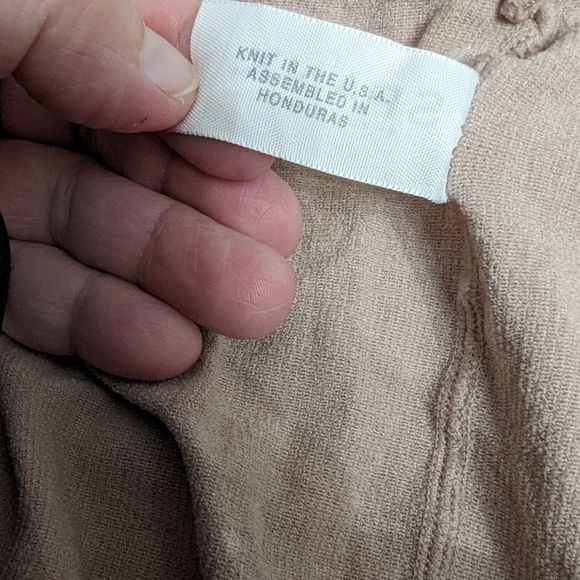 KNIT IN THE U.S.A.
ASSEMBLED IN
HONDURAS